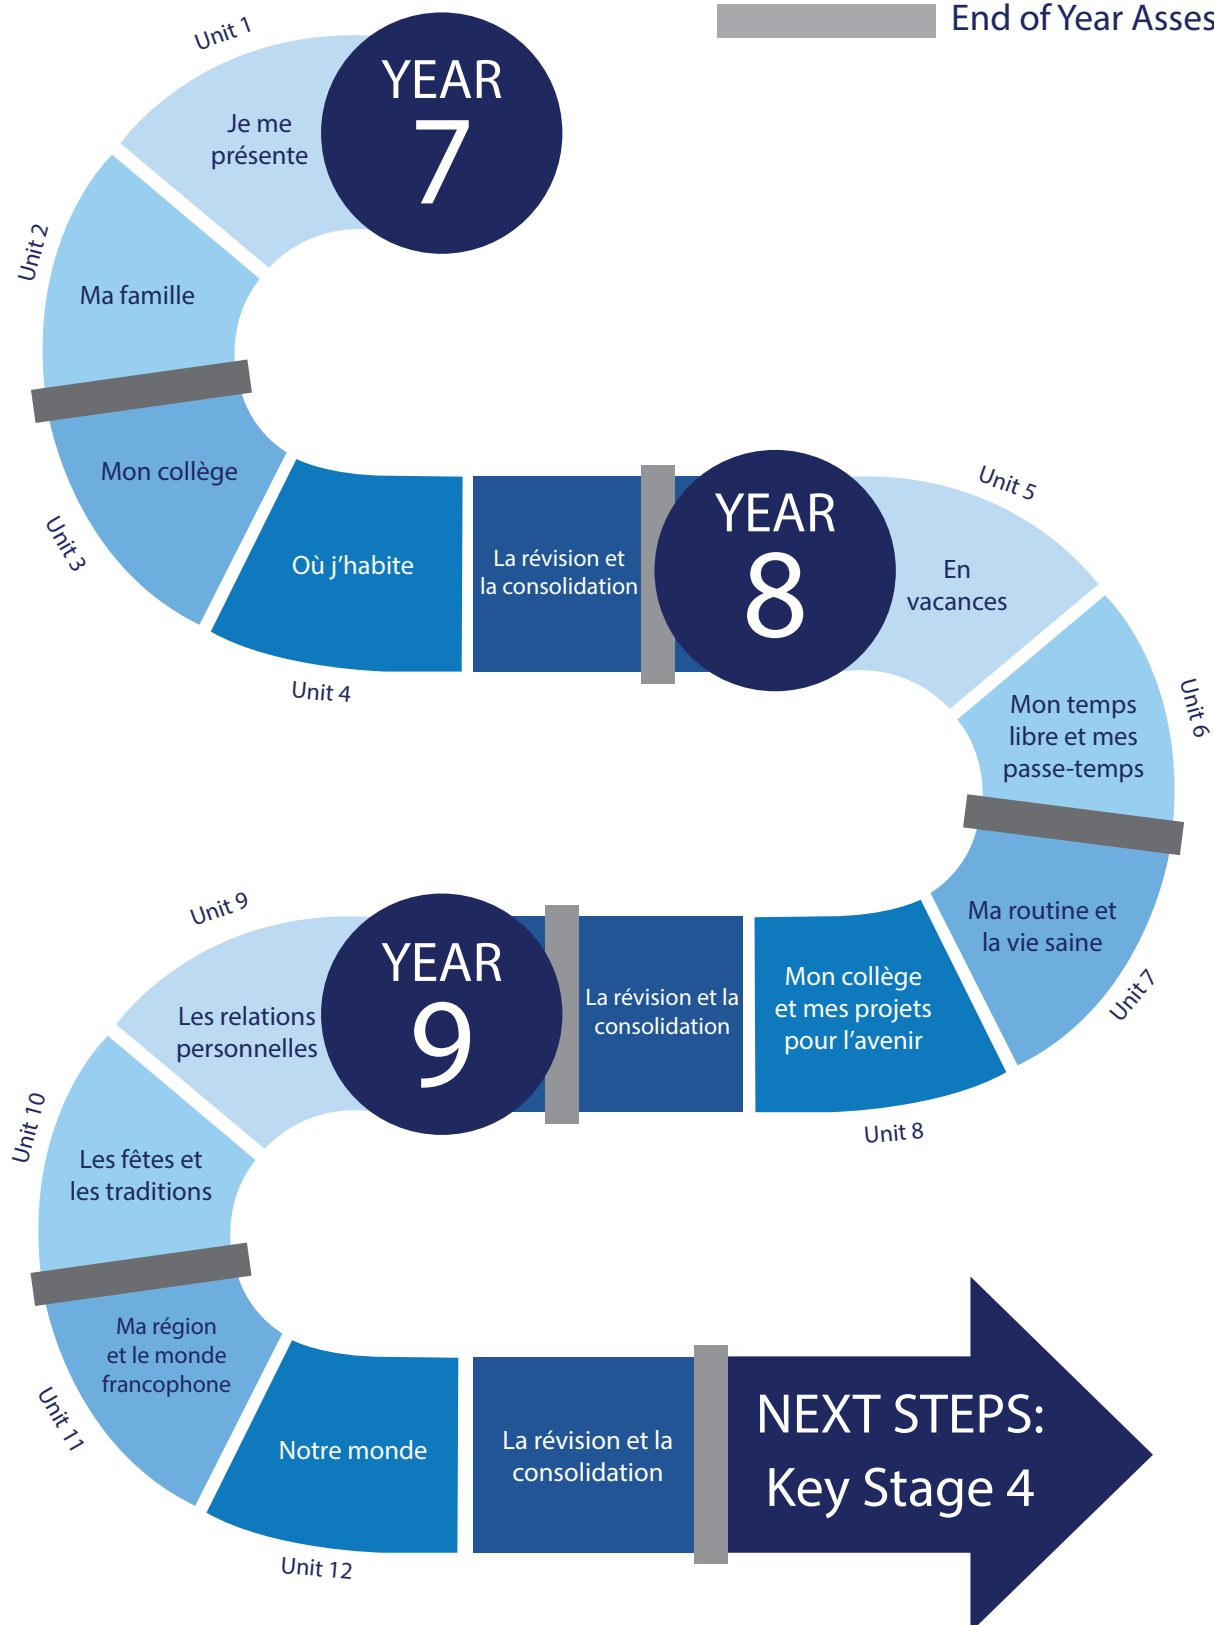 End of Year Asses
Unit 1
YEAR
7
Je me
présente
Unit 2
Ma famille
Mon collège
Unit 3
Où j'habite
Unit 4
La révision et
la consolidation
YEAR
8
Unit 5
En
vacances
Mon temps
libre et mes
passe-temps
Unit 6
Ma routine et
la vie saine
Unit 7
Mon collège
et mes projets
pour l'avenir
Unit 8
La révision et la
consolidation
YEAR
9
Unit 9
Les relations
personnelles
Unit 10
Les fêtes et
les traditions
Ma région
et le monde
francophone
Unit 11
Notre monde
Unit 12
La révision et la
consolidation
NEXT STEPS:
Key Stage 4